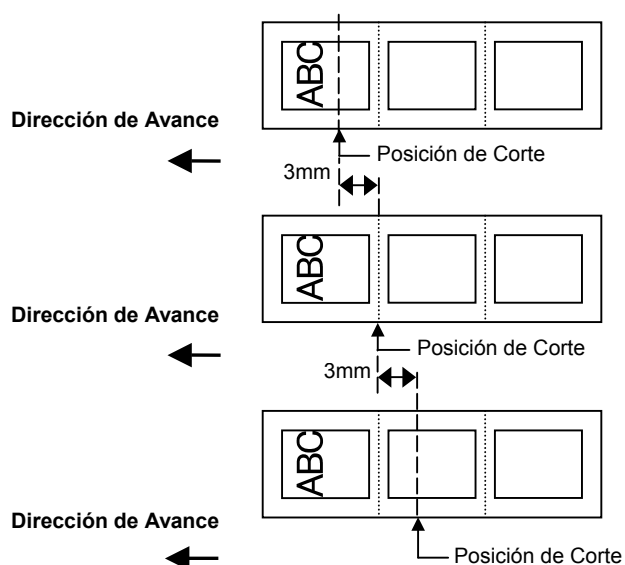 ABC
Dirección de Avance
Posición de Corte
3mm
ABC
Dirección de Avance
Posición de Corte
3mm
ABC
Dirección de Avance
Posición de Corte